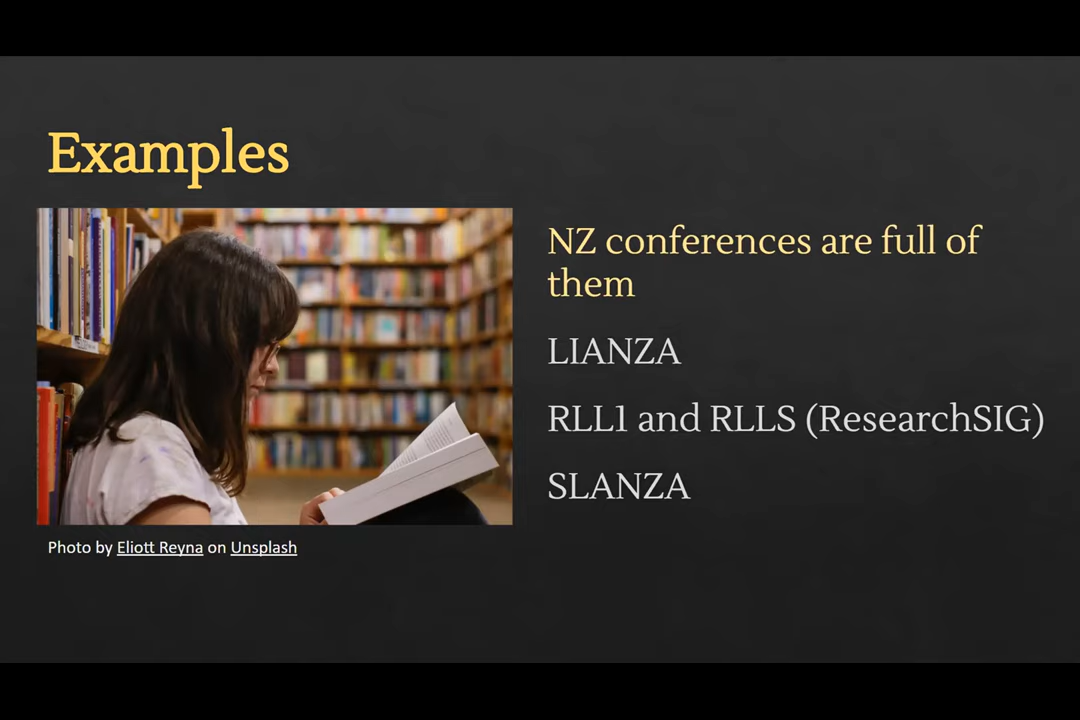 Examples
NZ conferences are full of
them
LIANZA
RLL1 and RLLS (ResearchSIG)
SLANZA
Photo by Eliott Reyna on Unsplash